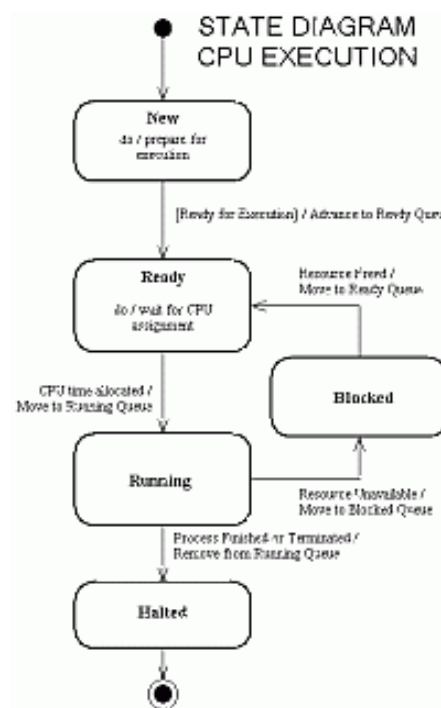 STATE DIAGRAM
CPU EXECUTION
New
do / prepare for
execution
[Ready for Execution] / Advance to Ready Queue
Ready
do / wait for CPU
assignment
Resource Freed /
Move to Ready Queue
CPU time allocated /
Move to Running Queue
Blocked
Running
Resource Unavailable /
Move to Blocked Queue
Process Finished or Terminated /
Remove from Running Queue
Halted